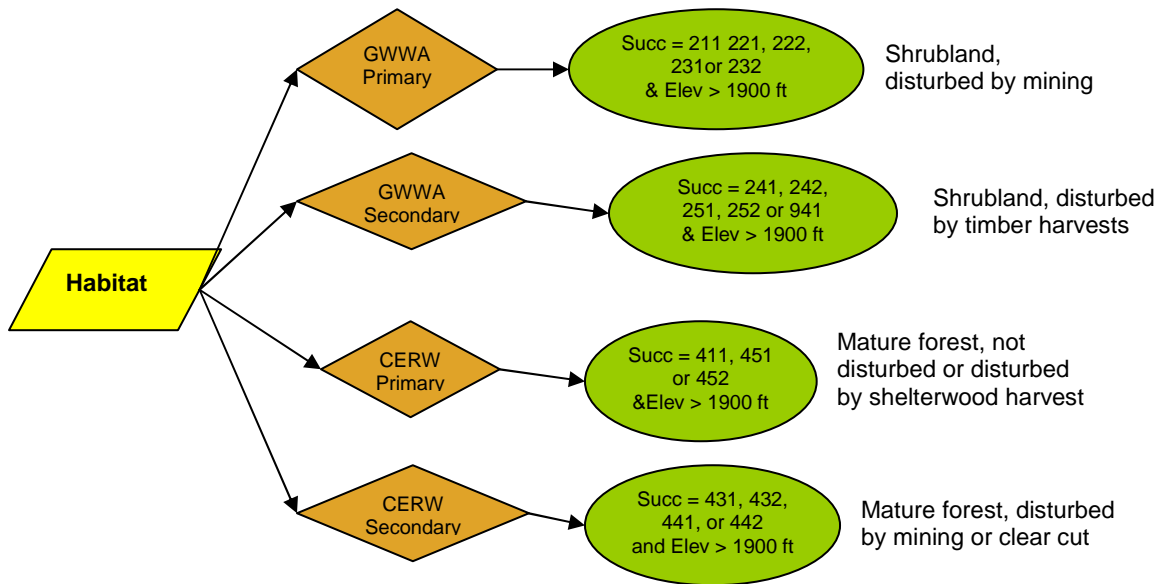 GWWA
Primary
Succ = 211 221, 222,
231or 232
& Elev > 1900 ft
Shrubland,
disturbed by mining
GWWA
Secondary
Succ = 241, 242,
251, 252 or 941
& Elev > 1900 ft
Shrubland, disturbed
by timber harvests
Habitat
CERW
Primary
Succ = 411, 451
or 452
&Elev > 1900 ft
Mature forest, not
disturbed or disturbed
by shelterwood harvest
CERW
Secondary
Succ = 431, 432,
441, or 442
and Elev > 1900 ft
Mature forest, disturbed
by mining or clear cut